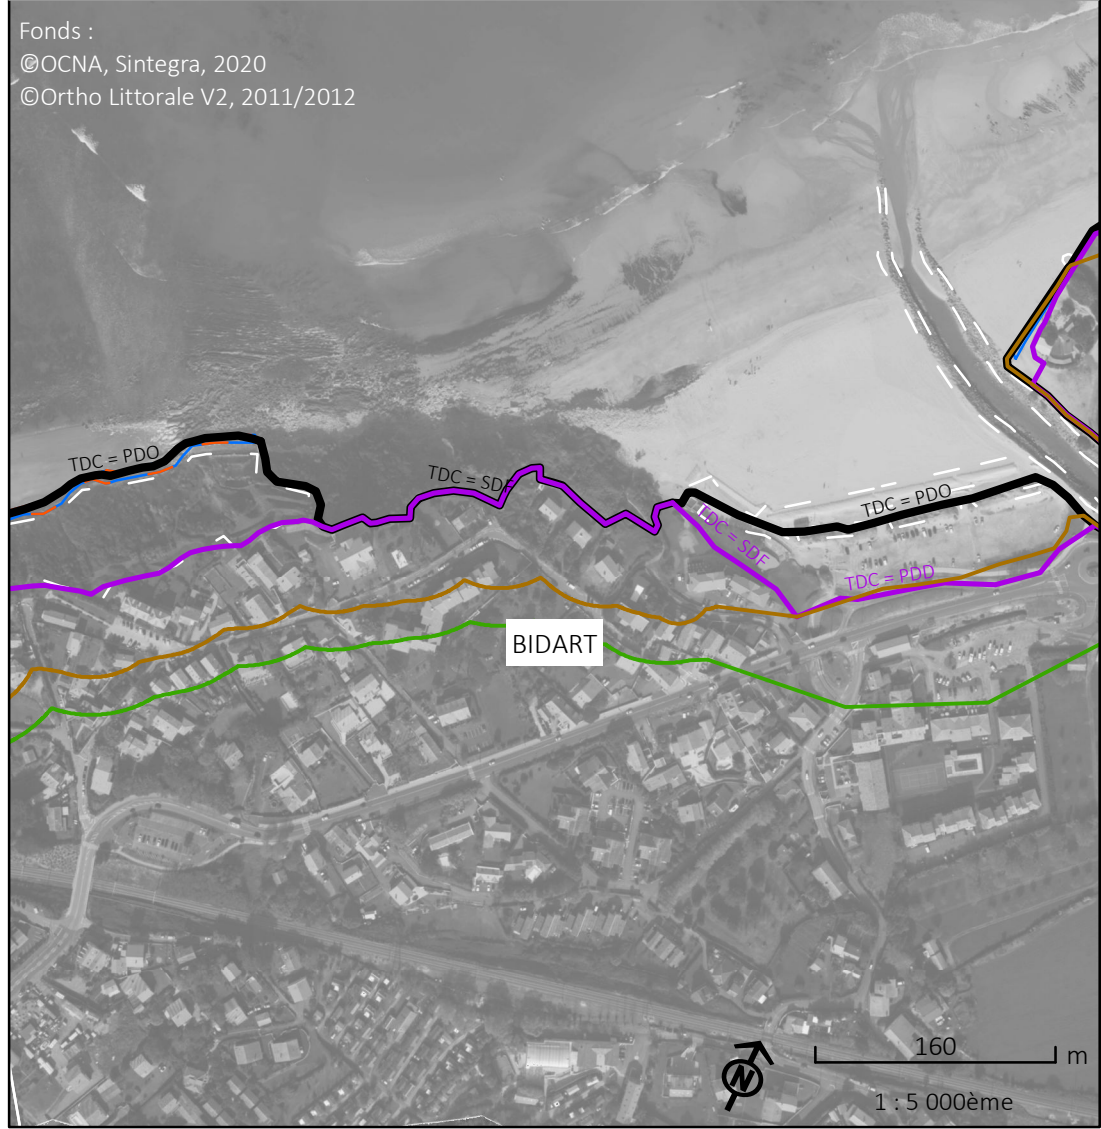 Fonds :
©OCNA, Sintegra, 2020
©Ortho Littorale V2, 2011/2012
TDC = PDO
TDC = SDF
TDC = PDO
TDC = SDF
TDC = PDD
BIDART
N
160
m
1 : 5 000ème